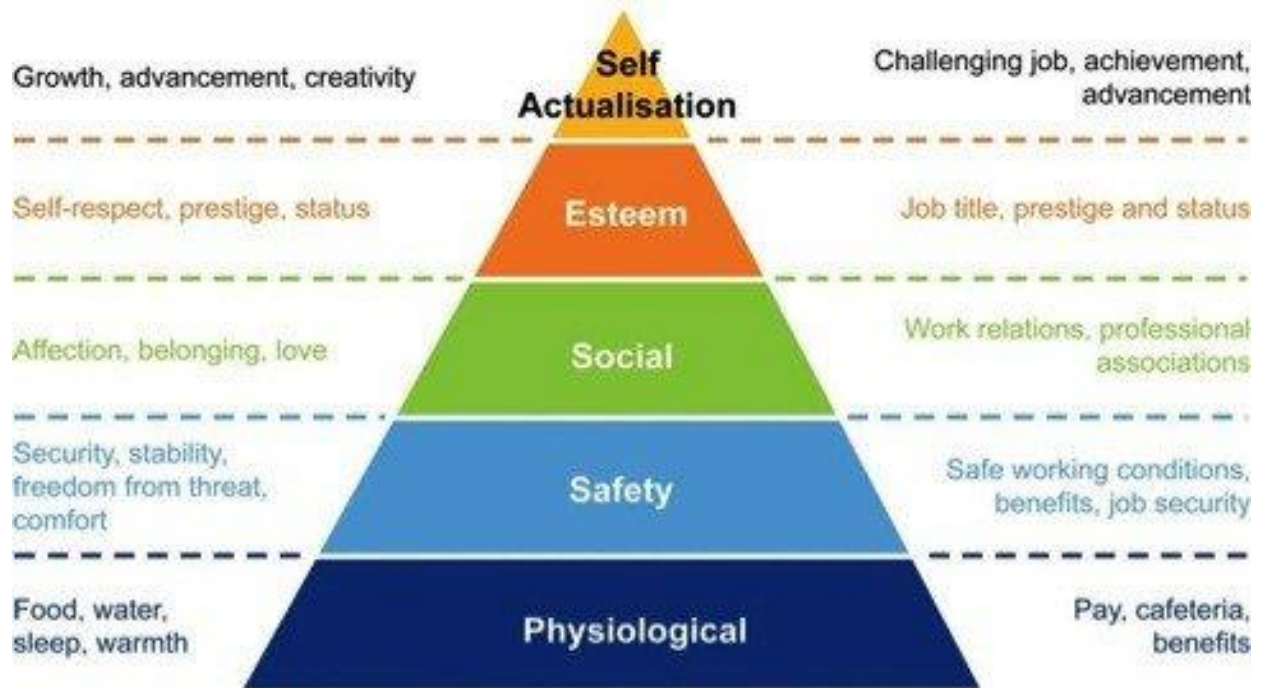 Self
Actualisation
Growth, advancement, creativity
Challenging job, achievement,
advancement
Self-respect, prestige, status
Esteem
Job title, prestige and status
Affection, belonging, love
Social
Work relations, professional
associations
Security, stability,
freedom from threat,
comfort
Safety
Safe working conditions,
benefits, job security
Food, water,
sleep, warmth
Physiological
Pay, cafeteria,
benefits